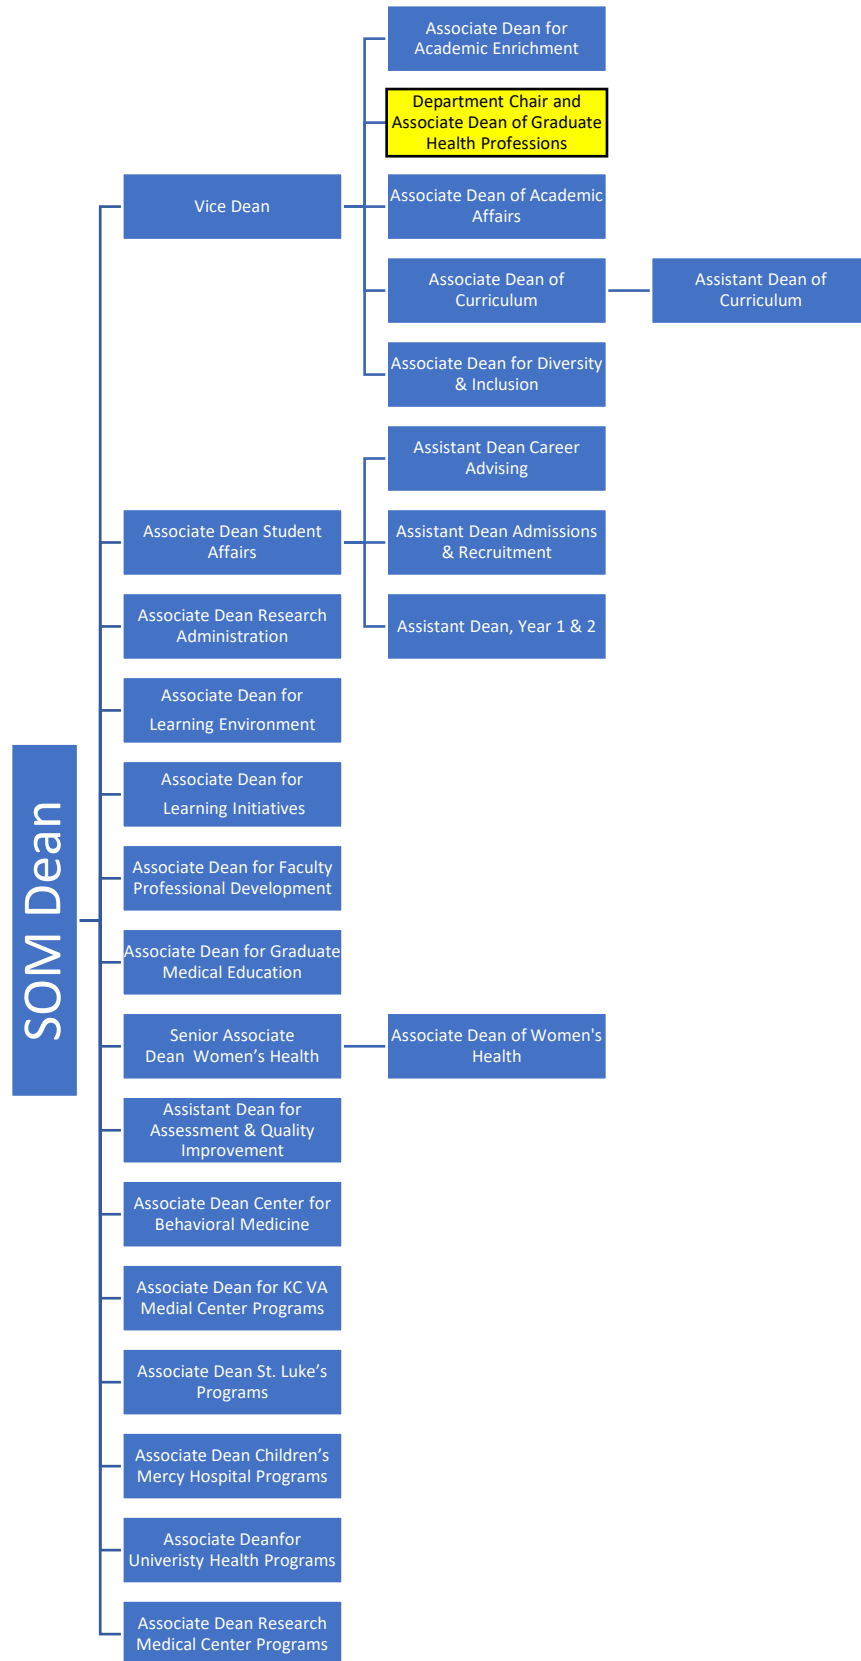 SOM Dean
Vice Dean
Associate Dean for
Academic Enrichment
Department Chair and
Associate Dean of Graduate
Health Professions
Associate Dean of Academic
Affairs
Associate Dean of
Curriculum
Assistant Dean of
Curriculum
Associate Dean for Diversity
& Inclusion
Associate Dean Student
Affairs
Assistant Dean Career
Advising
Assistant Dean Admissions
& Recruitment
Assistant Dean, Year 1 & 2
Associate Dean Research
Administration
Associate Dean for
Learning Environment
Associate Dean for
Learning Initiatives
Associate Dean for Faculty
Professional Development
Associate Dean for Graduate
Medical Education
Senior Associate
Dean  Women’s Health
Associate Dean of Women's
Health
Assistant Dean for
Assessment & Quality
Improvement
Associate Dean Center for
Behavioral Medicine
Associate Dean for KC VA
Medial Center Programs
Associate Dean St. Luke’s
Programs
Associate Dean Children’s
Mercy Hospital Programs
Associate Deanfor
Univeristy Health Programs
Associate Dean Research
Medical Center Programs